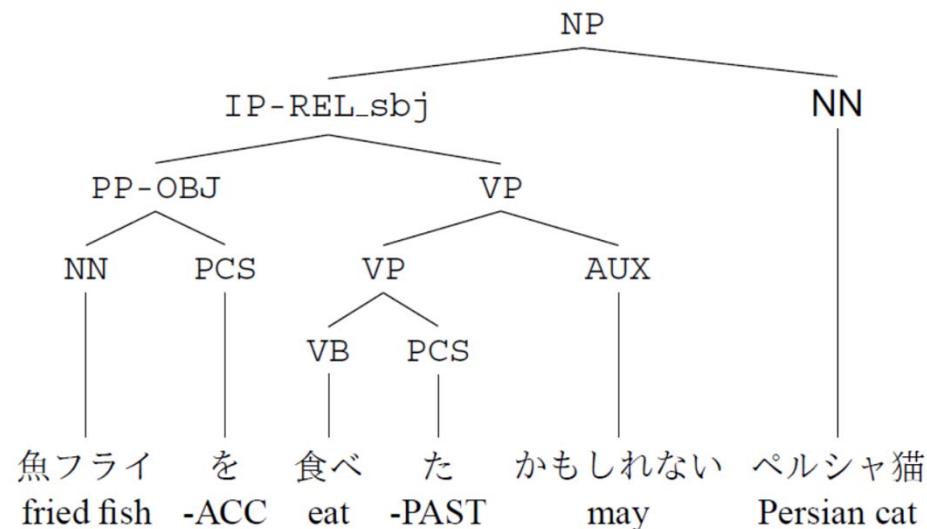 NP
IP-REL_sbj NN
PP-OBJ VP
NN PCS VP AUX
VB PCS
魚フライ を 食べ た かもしれない ペルシャ猫
fried fish -ACC eat -PAST may Persian cat